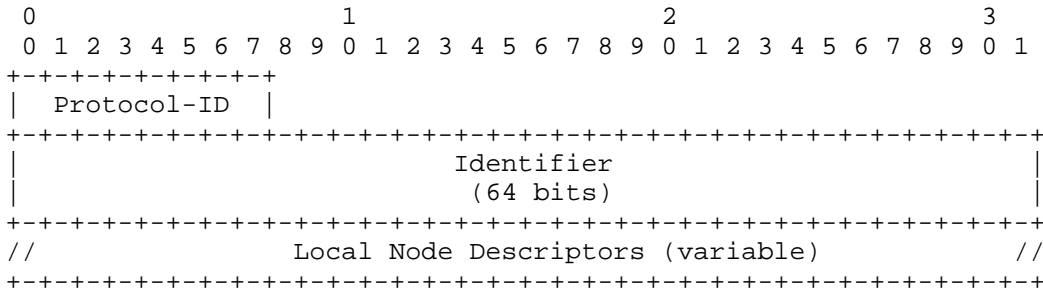 0                   1                   2                   3
 0 1 2 3 4 5 6 7 8 9 0 1 2 3 4 5 6 7 8 9 0 1 2 3 4 5 6 7 8 9 0 1
+-+-+-+-+-+-+-+-+
|  Protocol-ID  |
+-+-+-+-+-+-+-+-+-+-+-+-+-+-+-+-+-+-+-+-+-+-+-+-+-+-+-+-+-+-+-+-+
|                           Identifier                          |
|                            (64 bits)                          |
+-+-+-+-+-+-+-+-+-+-+-+-+-+-+-+-+-+-+-+-+-+-+-+-+-+-+-+-+-+-+-+-+
//                Local Node Descriptors (variable)            //
+-+-+-+-+-+-+-+-+-+-+-+-+-+-+-+-+-+-+-+-+-+-+-+-+-+-+-+-+-+-+-+-+